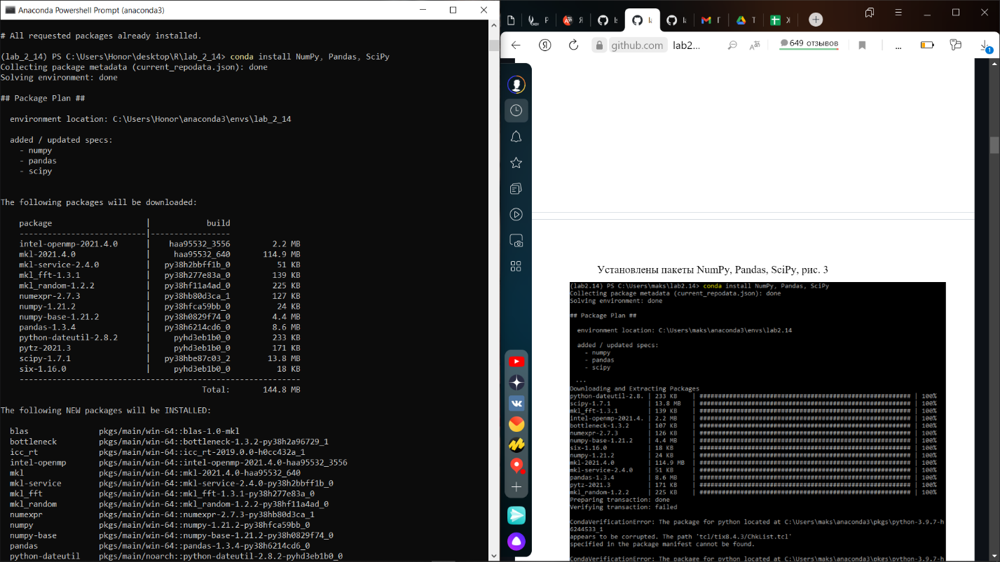 Anaconda Powershell Prompt (anaconda3)
# All requested packages already installed.
(lab_2_14) PS C:\Users\Honor\desktop\R\lab_2_14> conda install NumPy, Pandas, SciPy
Collecting package metadata (current_repodata.json): done
Solving environment: done
## Package Plan ##
environment location: C:\Users\Honor\anaconda3\envs\lab_2_14
added / updated specs:
- numpy
- pandas
- scipy
The following packages will be downloaded:
package | build
---------------------------|-----------------
intel-openmp-2021.4.0 | haa95532_3556 2.2 MB
mkl-2021.4.0 | haa95532_640 114.9 MB
mkl-service-2.4.0 | py38h2bbff1b_0 51 KB
mkl_fft-1.3.1 | py38h277e83a_0 139 KB
mkl_random-1.2.2 | py38hf11a4ad_0 225 KB
numexpr-2.7.3 | py38hb80d3ca_1 127 KB
numpy-1.21.2 | py38hfca59bb_0 24 KB
numpy-base-1.21.2 | py38h0829f74_0 4.4 MB
pandas-1.3.4 | py38h6214cd6_0 8.6 MB
python-dateutil-2.8.2 | pyhd3eb1b0_0 233 KB
pytz-2021.3 | pyhd3eb1b0_0 171 KB
scipy-1.7.1 | py38hbe87c03_2 13.8 MB
six-1.16.0 | pyhd3eb1b0_0 18 KB
------------------------------------------------------------
Total: 144.8 MB
The following NEW packages will be INSTALLED:
blas pkgs/main/win-64::blas-1.0-mkl
bottleneck pkgs/main/win-64::bottleneck-1.3.2-py38h2a96729_1
icc_rt pkgs/main/win-64::icc_rt-2019.0.0-h0cc432a_1
intel-openmp pkgs/main/win-64::intel-openmp-2021.4.0-haa95532_3556
mkl pkgs/main/win-64::mkl-2021.4.0-haa95532_640
mkl-service pkgs/main/win-64::mkl-service-2.4.0-py38h2bbff1b_0
mkl_fft pkgs/main/win-64::mkl_fft-1.3.1-py38h277e83a_0
mkl_random pkgs/main/win-64::mkl_random-1.2.2-py38hf11a4ad_0
numexpr pkgs/main/win-64::numexpr-2.7.3-py38hb80d3ca_1
numpy pkgs/main/win-64::numpy-1.21.2-py38hfca59bb_0
numpy-base pkgs/main/win-64::numpy-base-1.21.2-py38h0829f74_0
pandas pkgs/main/win-64::pandas-1.3.4-py38h6214cd6_0
python-dateutil pkgs/main/noarch::python-dateutil-2.8.2-pyhd3eb1b0_0
github.com lab2... 649 отзывов ... 1
Установлены пакеты NumPy, Pandas, SciPy, рис. 3
(lab2.14) PS C:\Users\maks\lab2.14> conda install NumPy, Pandas, SciPy
Collecting package metadata (current_repodata.json): done
Solving environment: done
## Package Plan ##
environment location: C:\Users\maks\anaconda3\envs\lab2.14
added / updated specs:
- numpy
- pandas
- scipy
...
Downloading and Extracting Packages
python-dateutil-2.8. | 233 KB | ############################################################ | 100%
scipy-1.7.1 | 13.8 MB | ############################################################ | 100%
mkl_fft-1.3.1 | 139 KB | ############################################################ | 100%
intel-openmp-2021.4. | 2.2 MB | ############################################################ | 100%
bottleneck-1.3.2 | 107 KB | ############################################################ | 100%
numexpr-2.7.3 | 126 KB | ############################################################ | 100%
numpy-base-1.21.2 | 4.4 MB | ############################################################ | 100%
six-1.16.0 | 18 KB | ############################################################ | 100%
numpy-1.21.2 | 24 KB | ############################################################ | 100%
mkl-2021.4.0 | 114.9 MB | ############################################################ | 100%
mkl-service-2.4.0 | 51 KB | ############################################################ | 100%
pandas-1.3.4 | 8.6 MB | ############################################################ | 100%
pytz-2021.3 | 171 KB | ############################################################ | 100%
mkl_random-1.2.2 | 225 KB | ############################################################ | 100%
Preparing transaction: done
Verifying transaction: failed
CondaVerificationError: The package for python located at C:\Users\maks\anaconda3\pkgs\python-3.9.7-h
6244533_1
appears to be corrupted. The path 'tcl/tix8.4.3/ChkList.tcl'
specified in the package manifest cannot be found.
CondaVerificationError: The package for python located at C:\Users\maks\anaconda3\pkgs\python-3.9.7-h